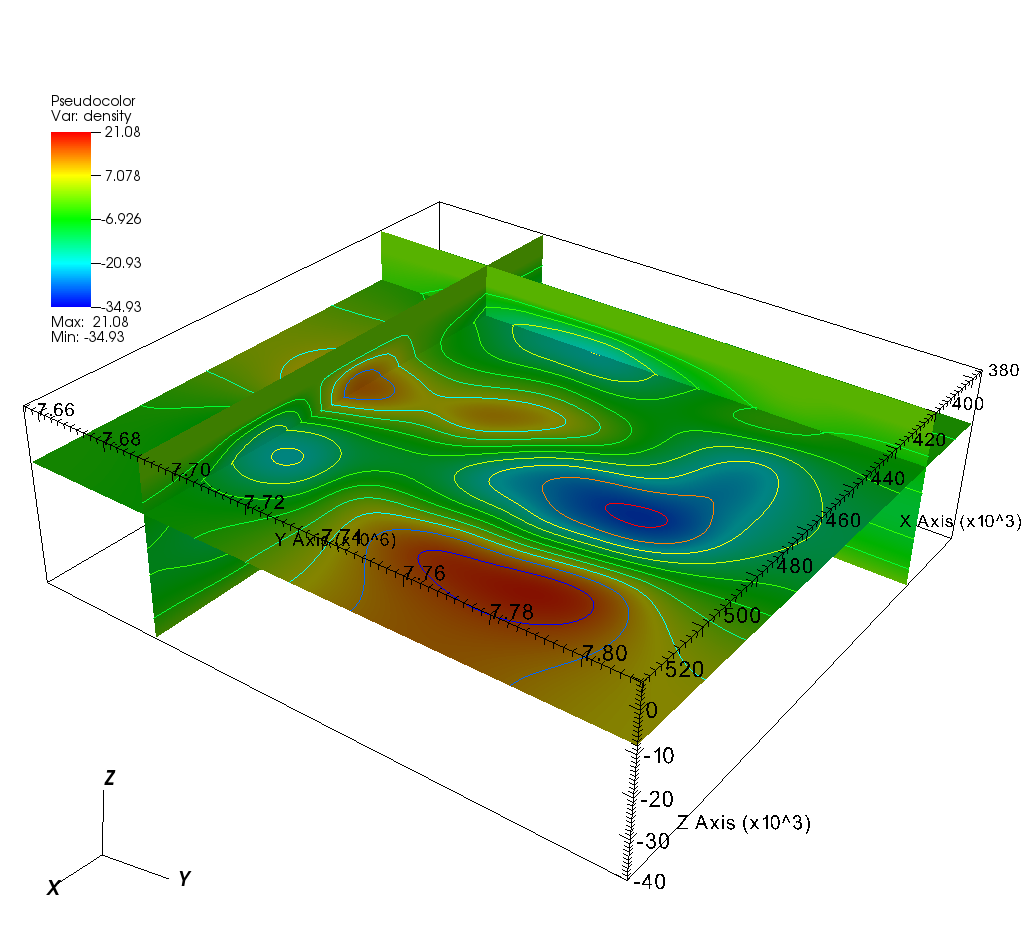 Pseudocolor
Var: density
21.08
7.078
-6.926
-20.93
-34.93
Max: 21.08
Min: -34.93
7.66
7.68
7.70
7.72
7.74
7.76
7.78
7.80
Y Axis (x10^6)
380
400
420
440
460
480
500
520
X Axis (x10^3)
0
-10
-20
-30
-40
Z Axis (x10^3)
Z
X
Y